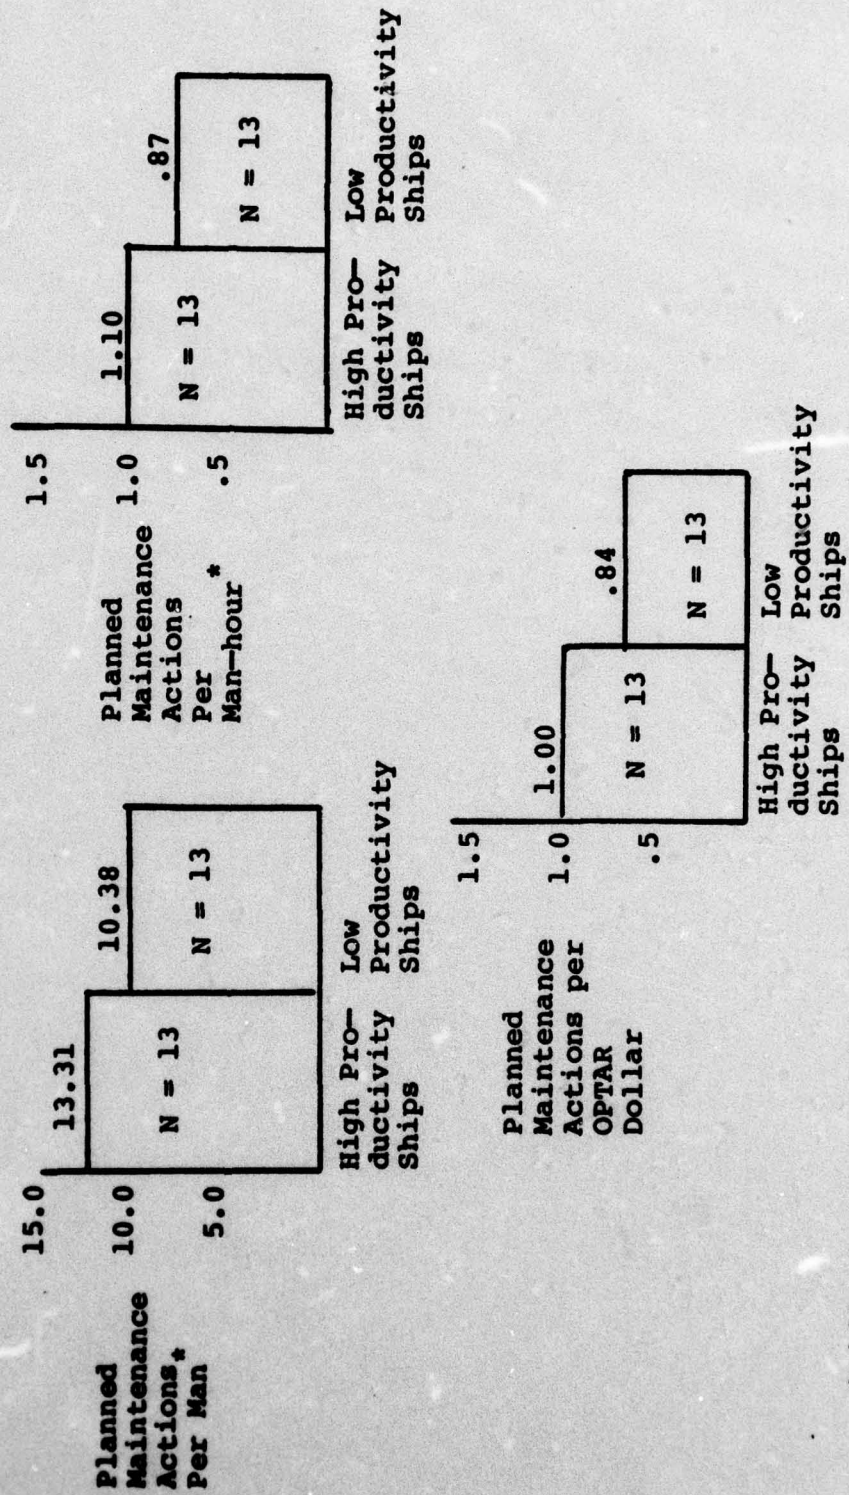 Planned
Maintenance
Actions*
Per Man
15.0
10.0
5.0
13.31
10.38
N = 13
N = 13
High Pro-
ductivity
Ships
Low
Productivity
Ships
Planned
Maintenance
Actions
Per
Man-hour*
1.5
1.0
.5
1.10
.87
N = 13
N = 13
High Pro-
ductivity
Ships
Low
Productivity
Ships
Planned
Maintenance
Actions per
OPTAR
Dollar
1.5
1.0
.5
1.00
.84
N = 13
N = 13
High Pro-
ductivity
Ships
Low
Productivity
Ships